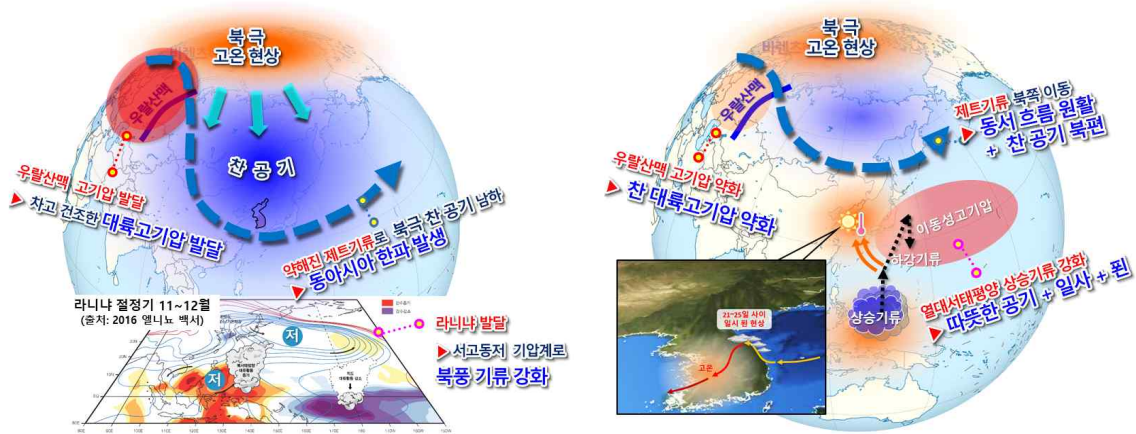 북극
고온 현상
바렌츠
우랄산맥
찬 공 기
우랄산맥 고기압 발달
▶ 차고 건조한 대륙고기압 발달
약해진 제트기류로 북극 찬 공기 남하
▶ 동아시아 한파 발생
라니냐 절정기 11~12월
(출처: 2016 엘니뇨 백서)
저
저
라니냐 발달
▶ 서고동저 기압계로
북풍 기류 강화
북극
고온 현상
바렌츠
우랄산맥
제트기류 북쪽 이동
▶ 동서 흐름 원활
+ 찬 공기 북편
우랄산맥 고기압 약화
▶ 찬 대륙고기압 약화
이동성고기압
하강기류
상승기류
열대서태평양 상승기류 강화
▶ 따뜻한 공기 + 일사 + 푄
21~25일 사이
일시 푄 현상
고온